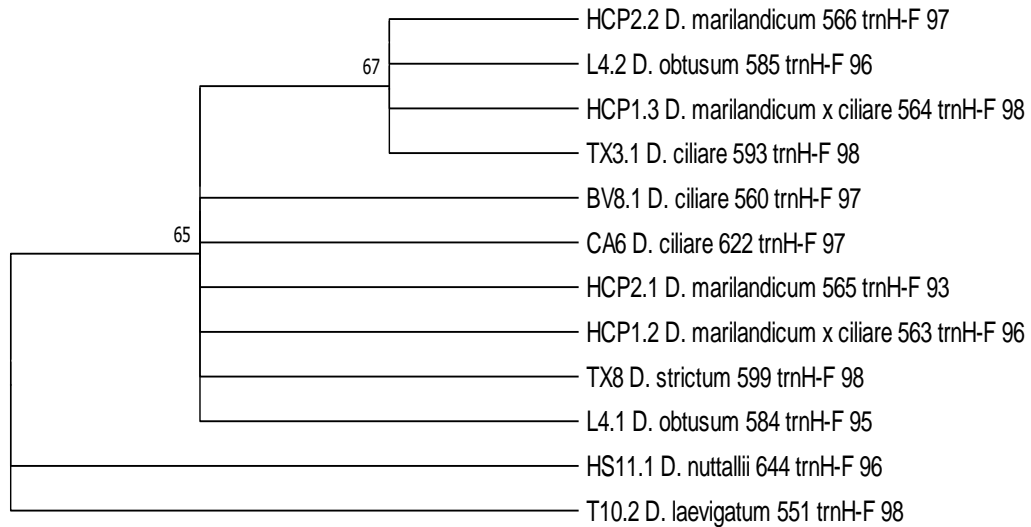 HCP2.2 D. marilandicum 566 trnH-F 97
67
L4.2 D. obtusum 585 trnH-F 96
HCP1.3 D. marilandicum x ciliare 564 trnH-F 98
TX3.1 D. ciliare 593 trnH-F 98
BV8.1 D. ciliare 560 trnH-F 97
65
CA6 D. ciliare 622 trnH-F 97
HCP2.1 D. marilandicum 565 trnH-F 93
HCP1.2 D. marilandicum x ciliare 563 trnH-F 96
TX8 D. strictum 599 trnH-F 98
L4.1 D. obtusum 584 trnH-F 95
HS11.1 D. nuttallii 644 trnH-F 96
T10.2 D. laevigatum 551 trnH-F 98